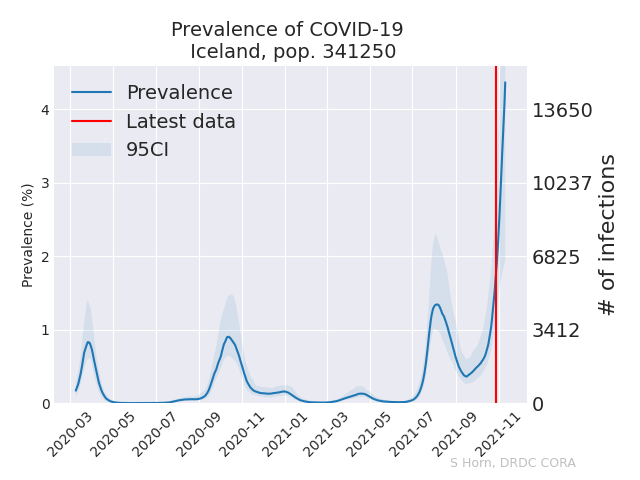 Prevalence of COVID-19
Iceland, pop. 341250
Prevalence
Latest data
95CI
Prevalence (%)
4
3
2
1
0
13650
10237
6825
3412
0
# of infections
2020-03
2020-05
2020-07
2020-09
2020-11
2021-01
2021-03
2021-05
2021-07
2021-09
2021-11
S Horn, DRDC CORA